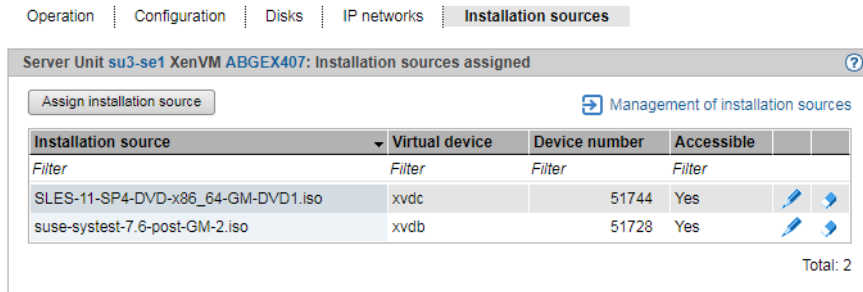 Operation Configuration Disks IP networks Installation sources
Server Unit su3-se1 XenVM ABGEX407: Installation sources assigned ?
Assign installation source Management of installation sources
Installation source Virtual device Device number Accessible
Filter Filter Filter Filter
SLES-11-SP4-DVD-x86_64-GM-DVD1.iso xvdc 51744 Yes
suse-systest-7.6-post-GM-2.iso xvdb 51728 Yes
Total: 2